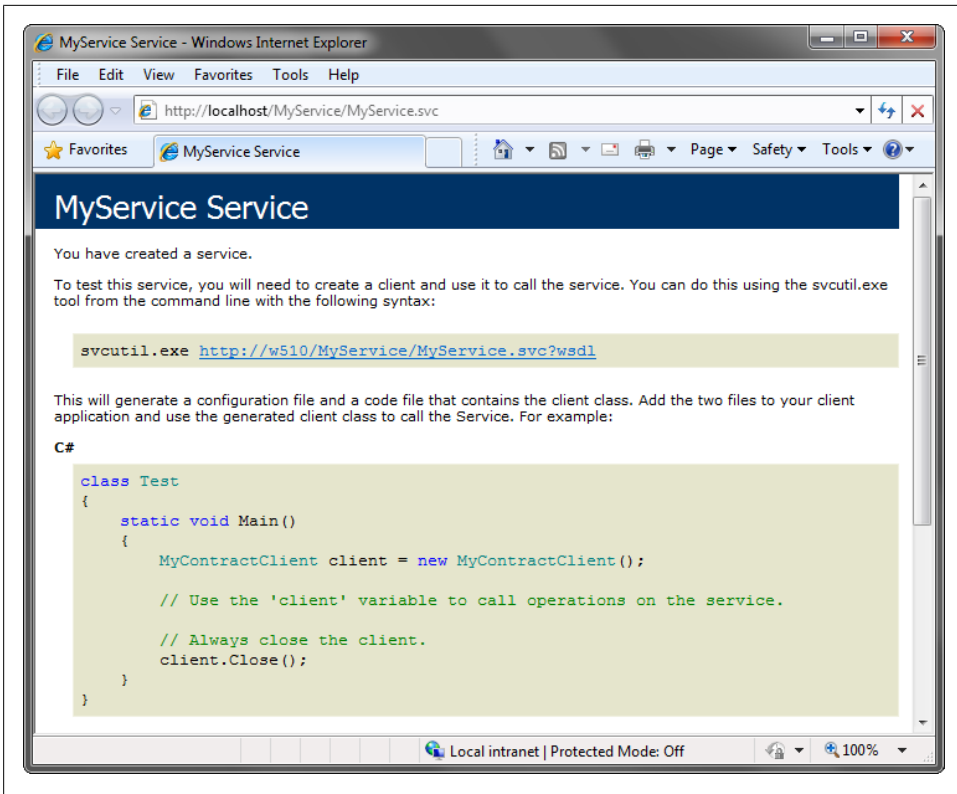 MyService Service - Windows Internet Explorer
File Edit View Favorites Tools Help
http://localhost/MyService/MyService.svc
Favorites MyService Service Page Safety Tools
MyService Service
You have created a service.
To test this service, you will need to create a client and use it to call the service. You can do this using the svcutil.exe
tool from the command line with the following syntax:
svcutil.exe http://w510/MyService/MyService.svc?wsdl
This will generate a configuration file and a code file that contains the client class. Add the two files to your client
application and use the generated client class to call the Service. For example:
C#
class Test
{
    static void Main()
    {
        MyContractClient client = new MyContractClient();
        // Use the 'client' variable to call operations on the service.
        // Always close the client.
        client.Close();
    }
}
Local intranet | Protected Mode: Off 100%